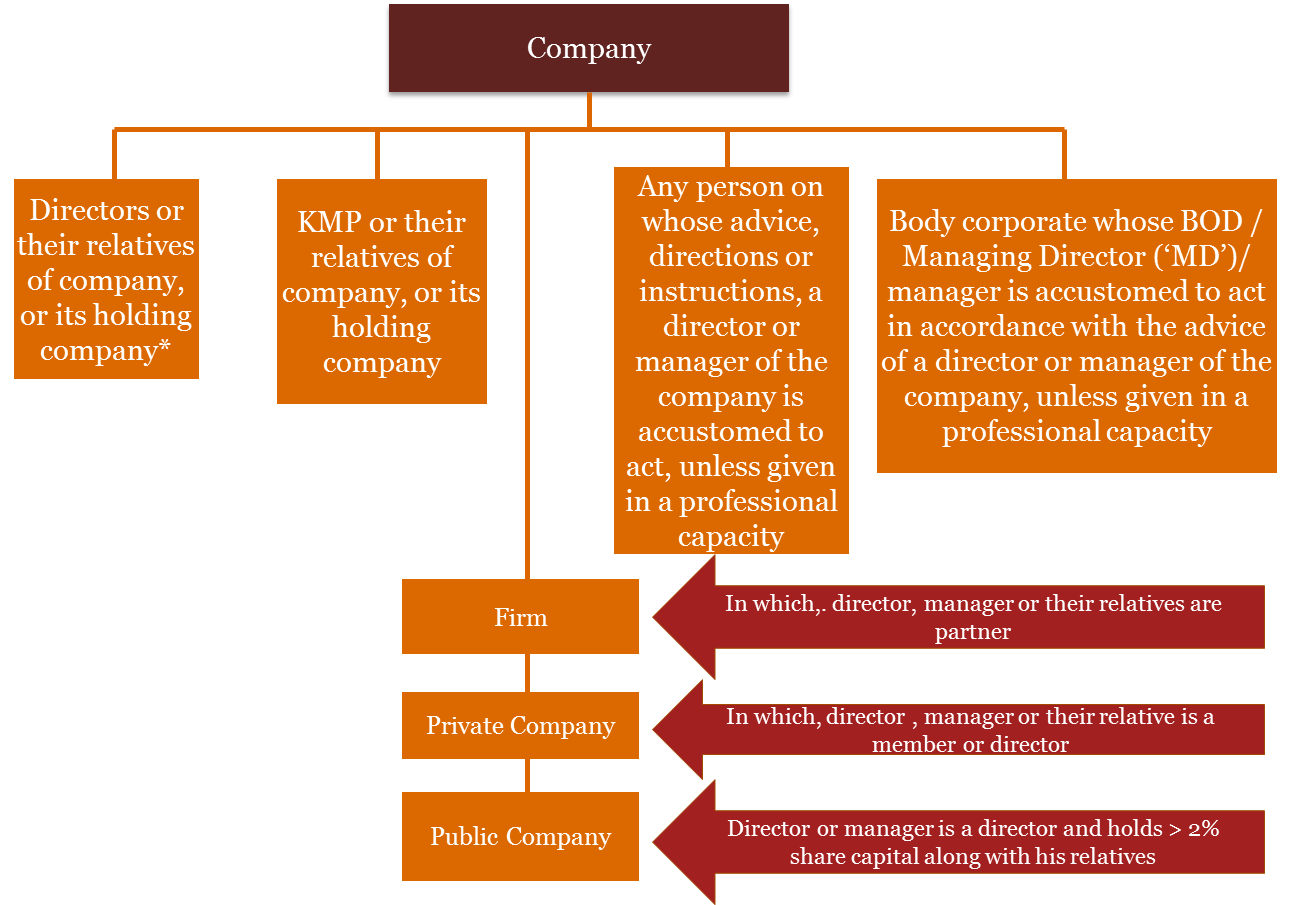 Company
Directors or
their relatives
of company,
or its holding
company*
KMP or their
relatives of
company, or its
holding
company
Any person on
whose advice,
directions or
instructions, a
director or
manager of the
company is
accustomed to
act, unless given
in a professional
capacity
Body corporate whose BOD /
Managing Director (‘MD’)/
manager is accustomed to act
in accordance with the advice
of a director or manager of the
company, unless given in a
professional capacity
Firm
In which,. director, manager or their relatives are
partner
Private Company
In which, director , manager or their relative is a
member or director
Public Company
Director or manager is a director and holds > 2%
share capital along with his relatives